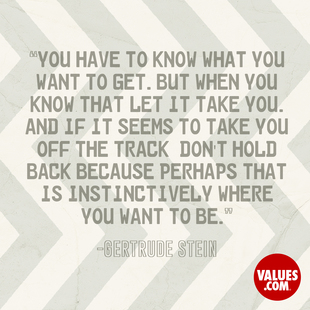 "YOU HAVE TO KNOW WHAT YOU
WANT TO GET. BUT WHEN YOU
KNOW THAT LET IT TAKE YOU.
AND IF IT SEEMS TO TAKE YOU
OFF THE TRACK DON'T HOLD
BACK BECAUSE PERHAPS THAT
IS INSTINCTIVELY WHERE
YOU WANT TO BE."
-GERTRUDE STEIN
VALUES
.COM